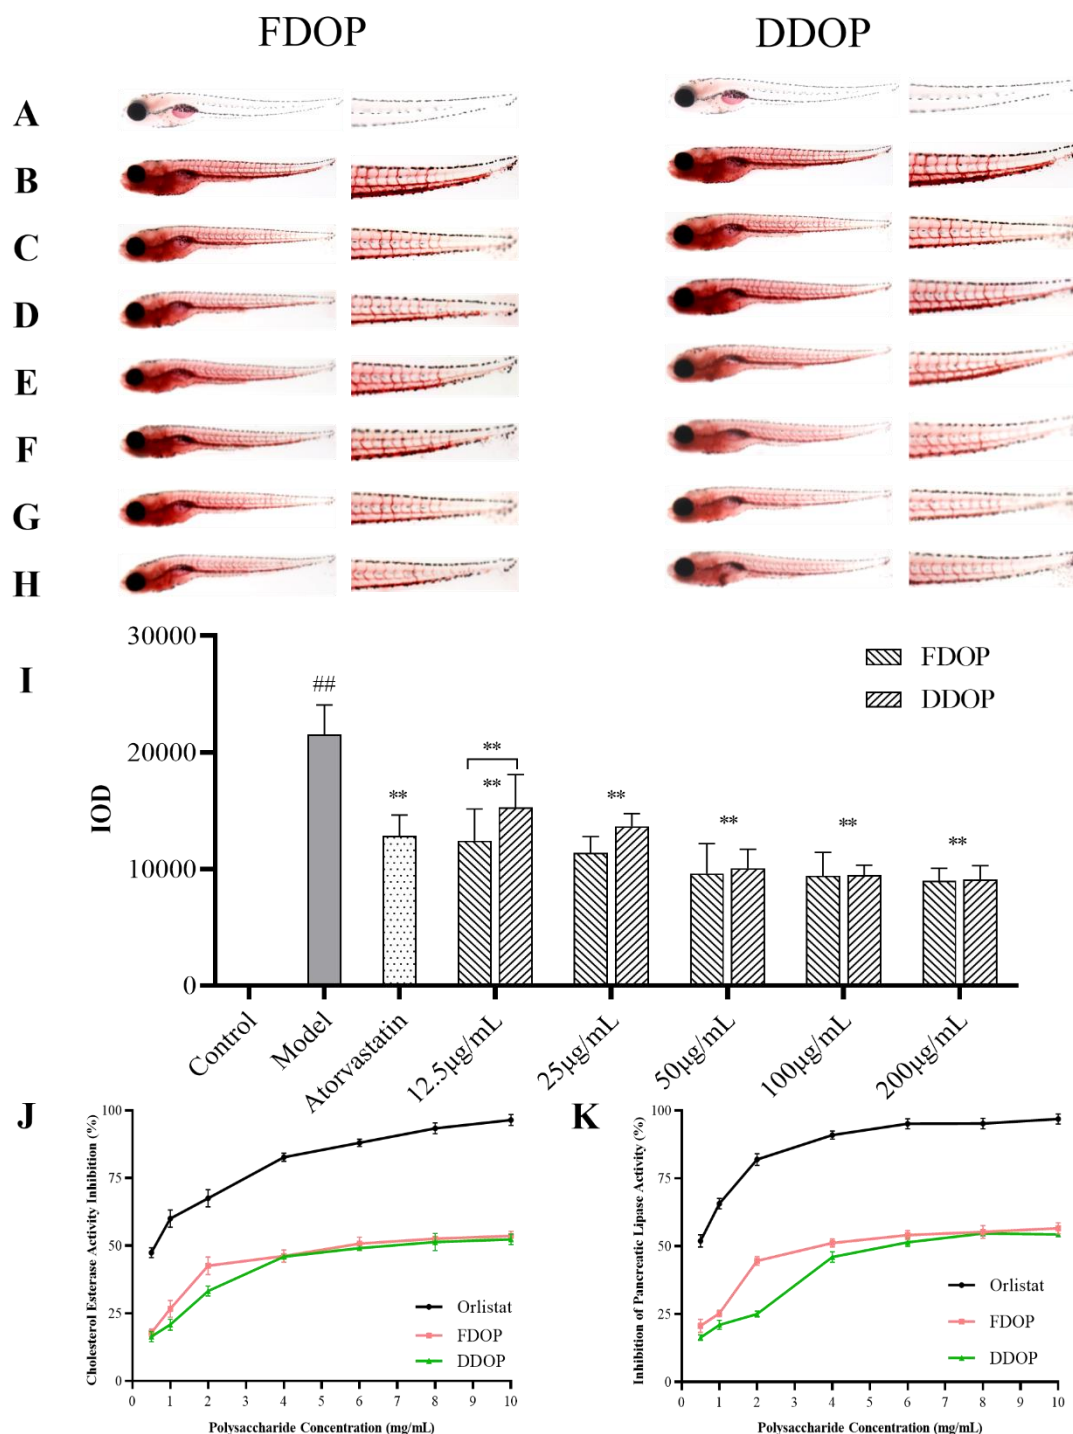 FDOP DDOP
A
B
C
D
E
F
G
H
I
30000
20000
10000
0
IOD
##
**
**
**
**
**
**
**
FDOP
DDOP
Control
Model
Atorvastatin
12.5μg/mL
25μg/mL
50μg/mL
100μg/mL
200μg/mL
J
Cholesterol Esterase Activity Inhibition (%)
100
75
50
25
0
0 1 2 3 4 5 6 7 8 9 10
Polysaccharide Concentration (mg/mL)
Orlistat
FDOP
DDOP
K
Inhibition of Pancreatic Lipase Activity (%)
100
75
50
25
0
0 1 2 3 4 5 6 7 8 9 10
Polysaccharide Concentration (mg/mL)
Orlistat
FDOP
DDOP